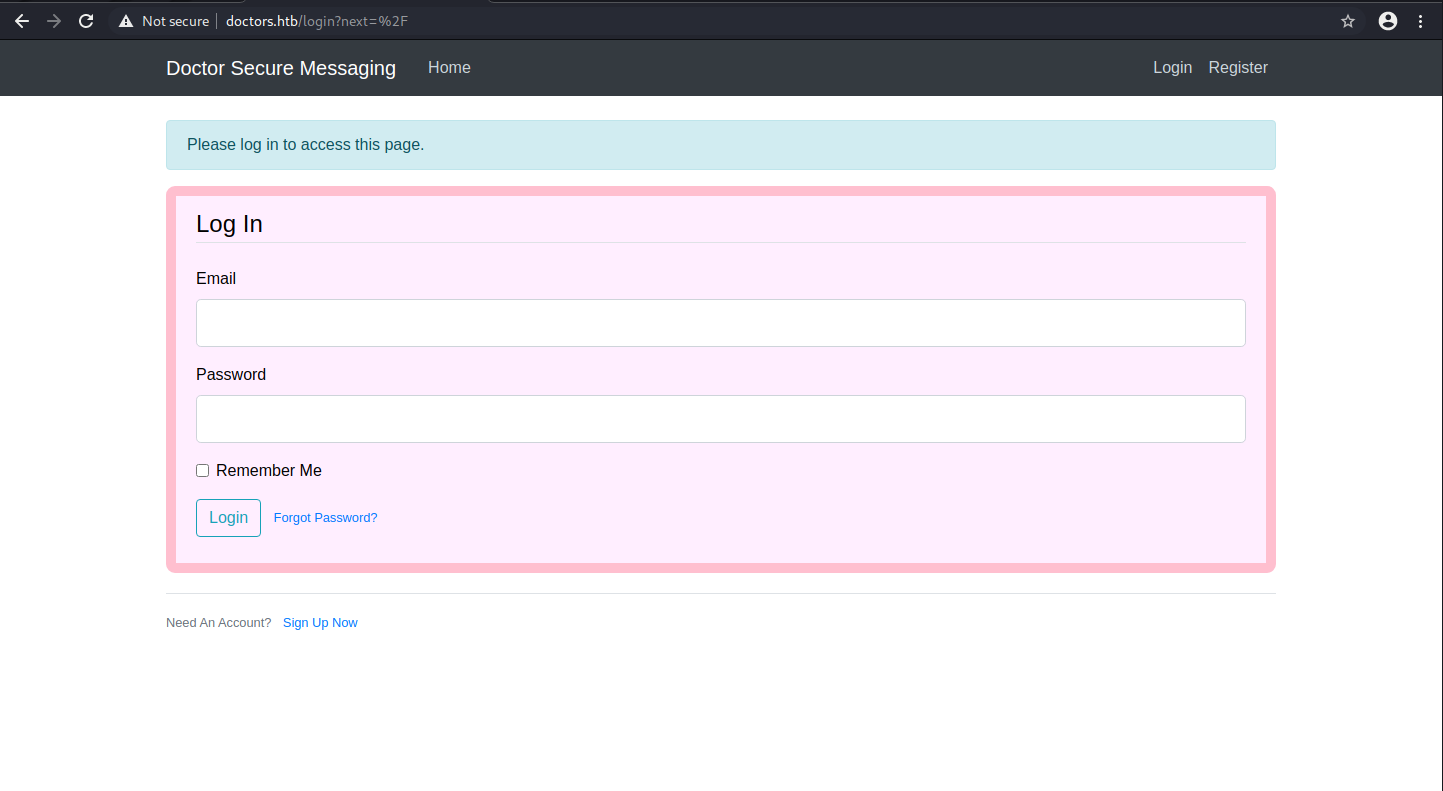 Not secure doctors.htb/login?next=%2F
Doctor Secure Messaging Home Login Register
Please log in to access this page.
Log In
Email
Password
Remember Me
Login Forgot Password?
Need An Account? Sign Up Now